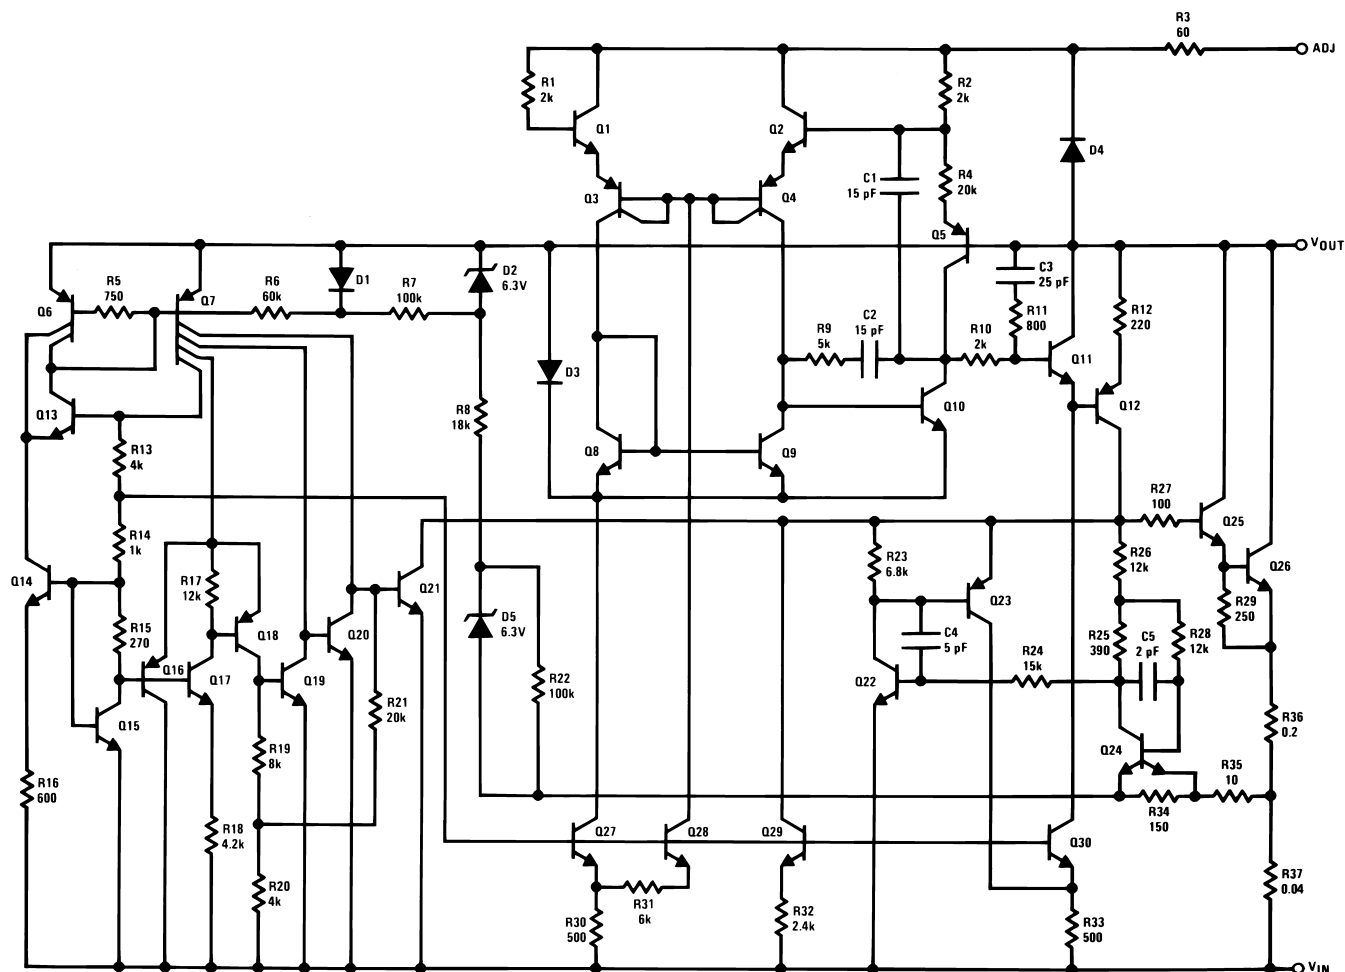 R3
60
ADJ
R1
2k
R2
2k
Q1
Q2
D4
C1
15 pF
R4
20k
Q3
Q4
Q5
VOUT
R5
750
R6
60k
D1
R7
100k
D2
6.3V
C3
25 pF
Q6
Q7
R11
800
R12
220
R9
5k
C2
15 pF
R10
2k
Q11
D3
Q12
Q13
R8
18k
Q10
R13
4k
Q8
Q9
R27
100
Q25
R14
1k
R23
6.8k
R26
12k
Q26
Q14
R17
12k
Q21
Q23
R29
250
R15
270
Q18
Q20
D5
6.3V
C4
5 pF
R25
390
C5
2 pF
R28
12k
R24
15k
Q16
Q17
Q19
R22
100k
Q22
R21
20k
Q15
R36
0.2
R19
8k
Q24
R35
10
R16
600
R34
150
R18
4.2k
Q27
Q28
Q29
Q30
R37
0.04
R20
4k
R31
6k
R30
500
R32
2.4k
R33
500
VIN